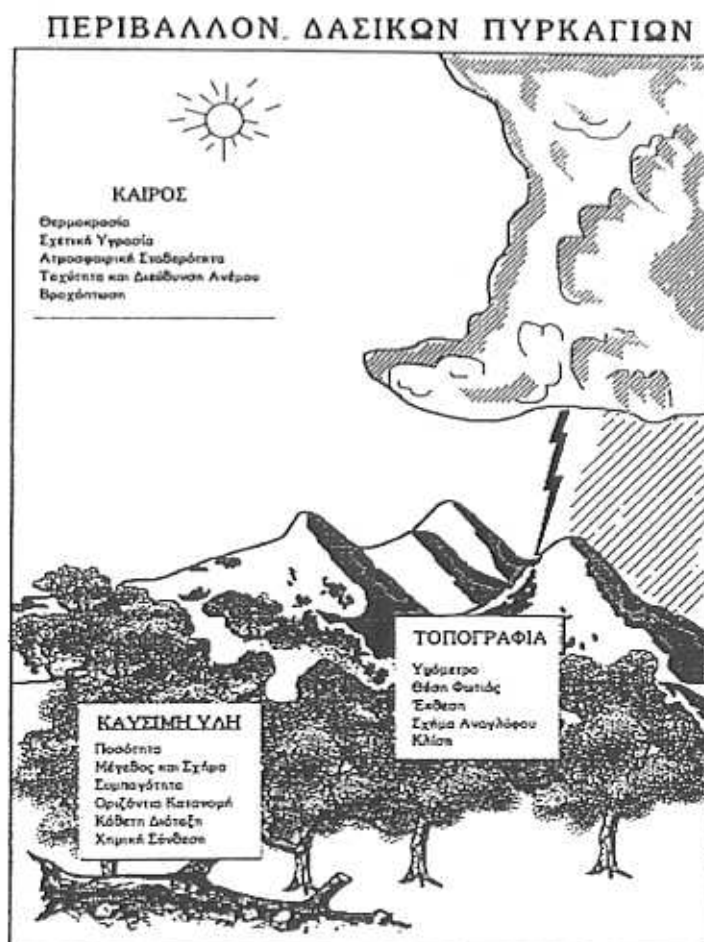 ΠΕΡΙΒΑΛΛΟΝ ΔΑΣΙΚΩΝ ΠΥΡΚΑΓΙΩΝ
ΚΑΙΡΟΣ
Θερμοκρασία
Σχετική Υγρασία
Ατμοσφαιρική Σταθερότητα
Ταχύτητα και Διεύθυνση Ανέμου
Βροχόπτωση
ΤΟΠΟΓΡΑΦΙΑ
Υψόμετρο
Θέση Φωτιάς
Έκθεση
Σχήμα Αναγλύφου
Κλίση
ΚΑΥΣΙΜΗ ΥΛΗ
Ποσότητα
Μέγεθος και Σχήμα
Συμπαγότητα
Οριζόντια Κατανομή
Κάθετη Διάταξη
Χημική Σύνθεση